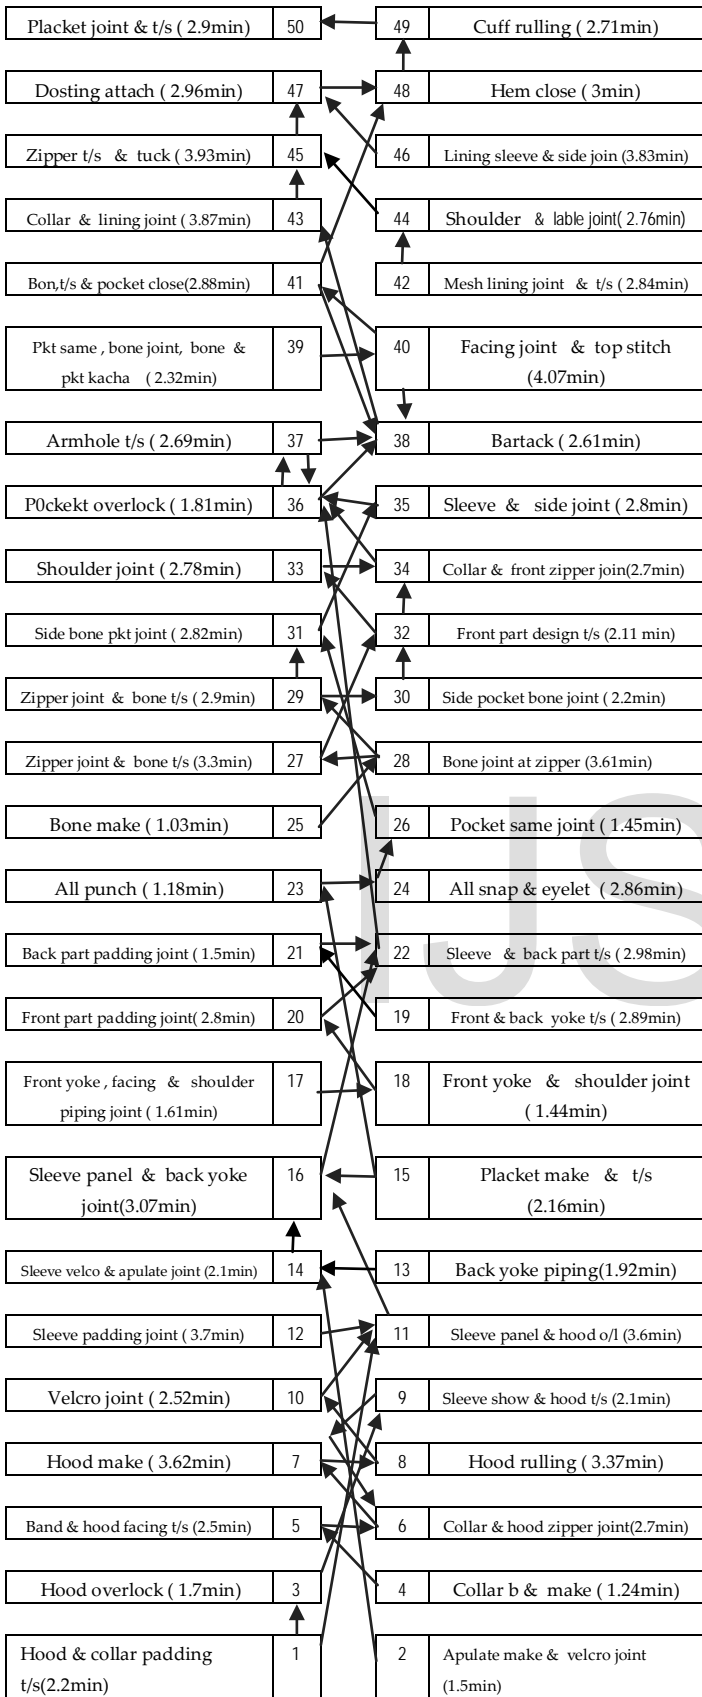 Placket joint & t/s ( 2.9min) 50 49 Cuff rulling ( 2.71min)
Dosting attach ( 2.96min) 47 48 Hem close ( 3min)
Zipper t/s & tuck ( 3.93min) 45 46 Lining sleeve & side join (3.83min)
Collar & lining joint ( 3.87min) 43 44 Shoulder & lable joint( 2.76min)
Bon,t/s & pocket close(2.88min) 41 42 Mesh lining joint & t/s ( 2.84min)
Pkt same , bone joint, bone & 39 40 Facing joint & top stitch
pkt kacha ( 2.32min) (4.07min)
Armhole t/s ( 2.69min) 37 38 Bartack ( 2.61min)
P0ckekt overlock ( 1.81min) 36 35 Sleeve & side joint ( 2.8min)
Shoulder joint ( 2.78min) 33 34 Collar & front zipper join(2.7min)
Side bone pkt joint ( 2.82min) 31 32 Front part design t/s (2.11 min)
Zipper joint & bone t/s ( 2.9min) 29 30 Side pocket bone joint ( 2.2min)
Zipper joint & bone t/s ( 3.3min) 27 28 Bone joint at zipper (3.61min)
Bone make ( 1.03min) 25 26 Pocket same joint ( 1.45min)
All punch ( 1.18min) 23 24 All snap & eyelet ( 2.86min)
Back part padding joint ( 1.5min) 21 22 Sleeve & back part t/s ( 2.98min)
Front part padding joint( 2.8min) 20 19 Front & back yoke t/s ( 2.89min)
Front yoke , facing & shoulder 17 18 Front yoke & shoulder joint
piping joint ( 1.61min) ( 1.44min)
Sleeve panel & back yoke 16 15 Placket make & t/s
joint(3.07min) (2.16min)
Sleeve velco & apulate joint (2.1min) 14 13 Back yoke piping(1.92min)
Sleeve padding joint ( 3.7min) 12 11 Sleeve panel & hood o/l (3.6min)
Velcro joint ( 2.52min) 10 9 Sleeve show & hood t/s ( 2.1min)
Hood make ( 3.62min) 7 8 Hood rulling ( 3.37min)
Band & hood facing t/s (2.5min) 5 6 Collar & hood zipper joint(2.7min)
Hood overlock ( 1.7min) 3 4 Collar b & make ( 1.24min)
Hood & collar padding 1 2 Apulate make & velcro joint
t/s(2.2min) (1.5min)
IJS